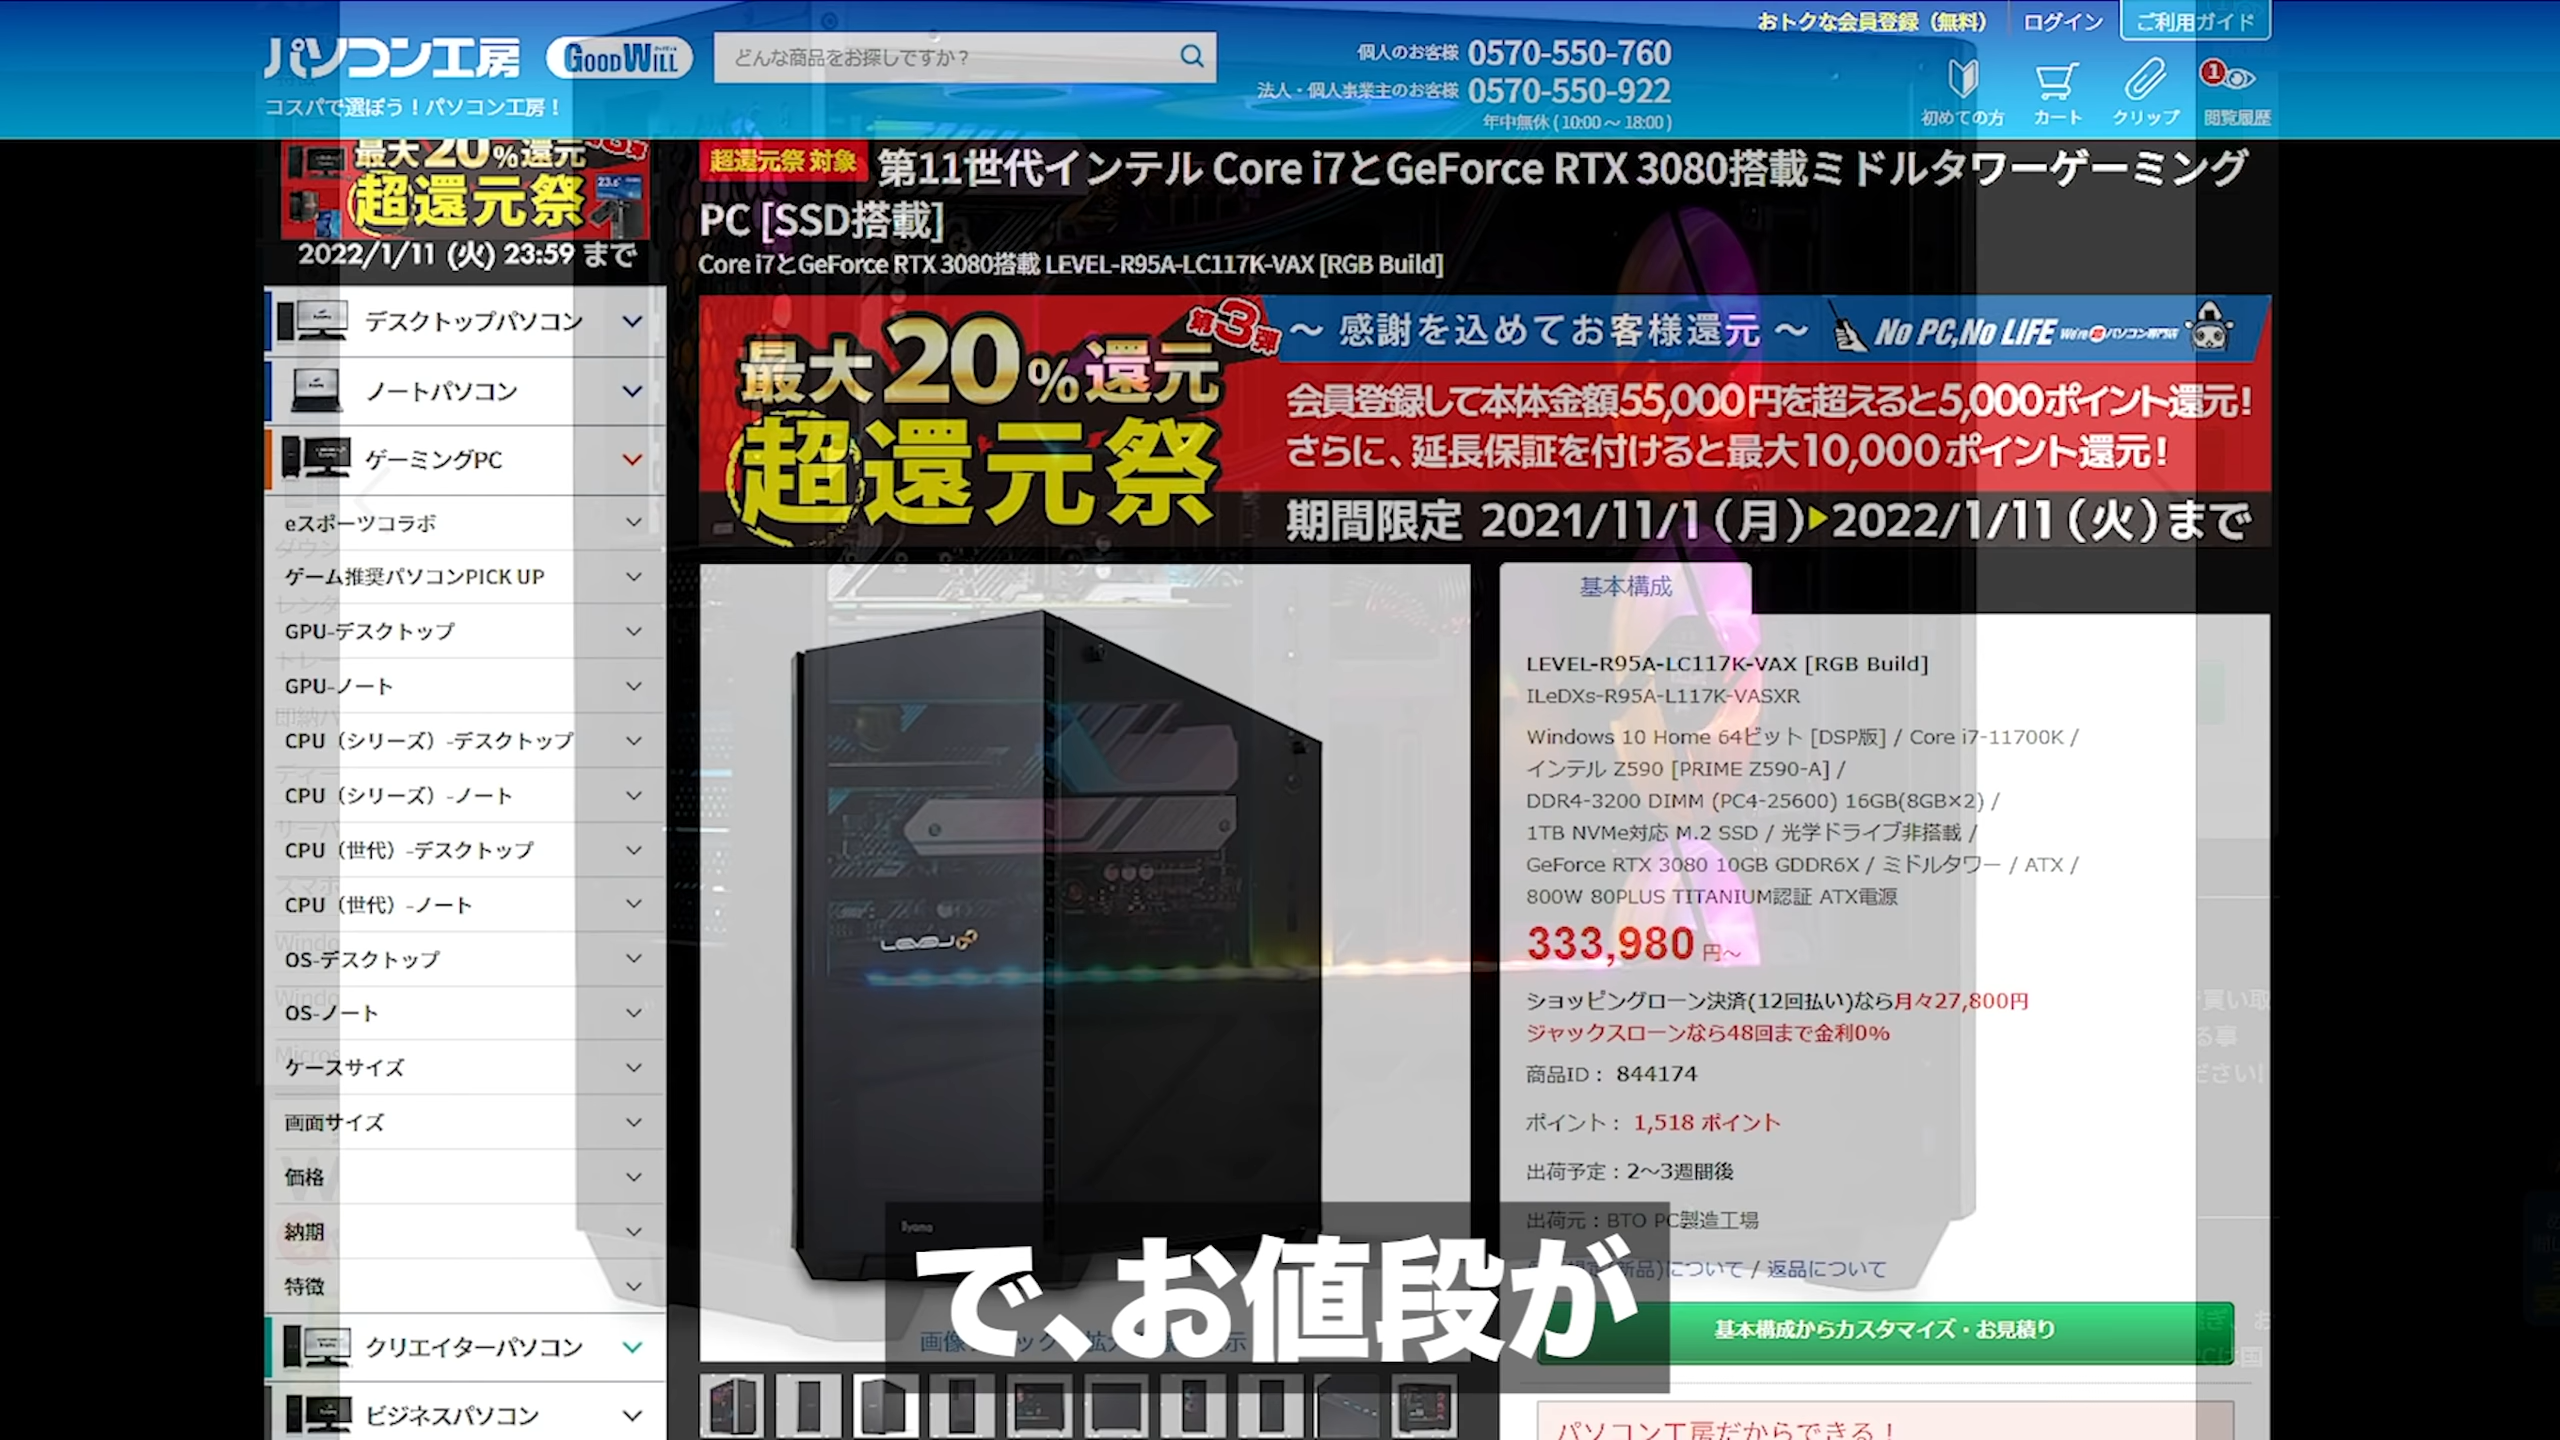 パソコン工房 GOODWILL
コスパで選ぼう！パソコン工房！
どんな商品をお探しですか？
個人のお客様 0570-550-760
法人・個人事業主のお客様 0570-550-922
年中無休 ( 10:00 ～ 18:00 )
おトクな会員登録（無料）
ログイン
ご利用ガイド
初めての方
カート
クリップ
1
閲覧履歴
最大20%還元
超還元祭
2022/1/11 (火) 23:59 まで
デスクトップパソコン
ノートパソコン
ゲーミングPC
eスポーツコラボ
ゲーム推奨パソコンPICK UP
GPU-デスクトップ
GPU-ノート
CPU（シリーズ）-デスクトップ
CPU（シリーズ）-ノート
CPU（世代）-デスクトップ
CPU（世代）-ノート
OS-デスクトップ
OS-ノート
ケースサイズ
画面サイズ
価格
納期
特徴
クリエイターパソコン
ビジネスパソコン
超還元祭 対象 第11世代インテル Core i7とGeForce RTX 3080搭載ミドルタワーゲーミング
PC [SSD搭載]
Core i7とGeForce RTX 3080搭載 LEVEL-R95A-LC117K-VAX [RGB Build]
第3弾
最大20%還元
超還元祭
～ 感謝を込めてお客様還元 ～
No PC,No LIFE
会員登録して本体金額55,000円を超えると5,000ポイント還元！
さらに、延長保証を付けると最大10,000ポイント還元！
期間限定 2021/11/1（月）▶2022/1/11（火）まで
LEVEL
iiyama
基本構成
LEVEL-R95A-LC117K-VAX [RGB Build]
ILeDXs-R95A-L117K-VASXR
Windows 10 Home 64ビット [DSP版] / Core i7-11700K /
インテル Z590 [PRIME Z590-A] /
DDR4-3200 DIMM (PC4-25600) 16GB(8GB×2) /
1TB NVMe対応 M.2 SSD / 光学ドライブ非搭載 /
GeForce RTX 3080 10GB GDDR6X / ミドルタワー / ATX /
800W 80PLUS TITANIUM認証 ATX電源
333,980 円～
ショッピングローン決済(12回払い)なら月々27,800円
ジャックスローンなら48回まで金利0%
商品ID： 844174
ポイント： 1,518 ポイント
出荷予定：2～3週間後
出荷元：BTO PC製造工場
新品)について / 返品について
基本構成からカスタマイズ・お見積り
パソコン工房だからできる！
で、お値段が